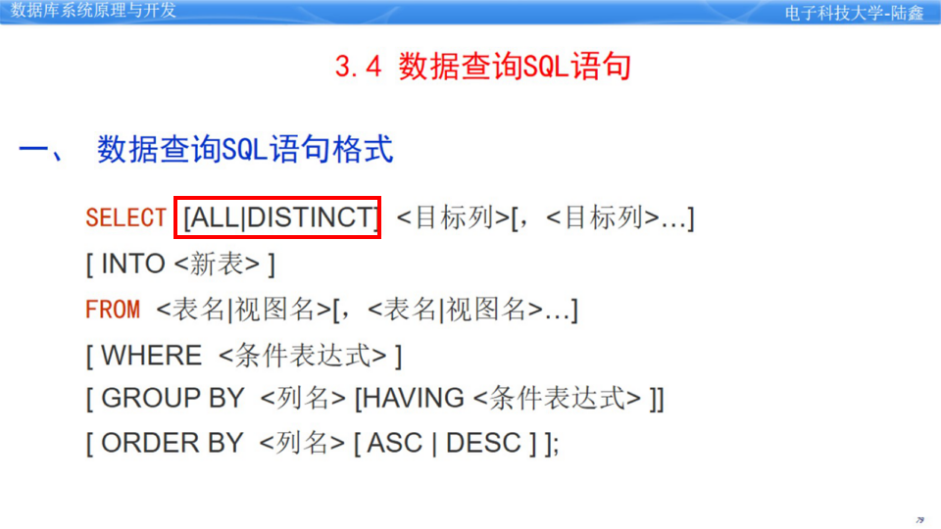 数据库系统原理与开发
电子科技大学-陆鑫
3.4 数据查询SQL语句
一、 数据查询SQL语句格式
SELECT [ALL|DISTINCT] <目标列>[，<目标列>…]
[ INTO <新表> ]
FROM <表名|视图名>[，<表名|视图名>…]
[ WHERE <条件表达式> ]
[ GROUP BY <列名> [HAVING <条件表达式> ]]
[ ORDER BY <列名> [ ASC | DESC ] ];
79